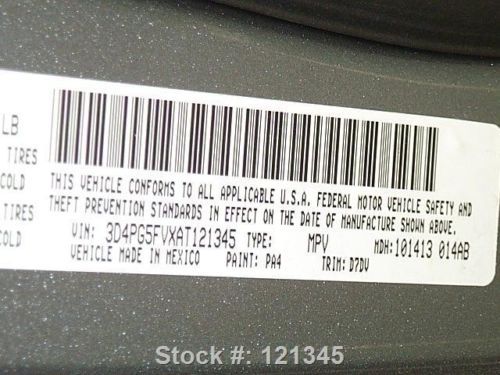 LB
TIRES
COLD
TIRES
COLD
THIS VEHICLE CONFORMS TO ALL APPLICABLE U.S.A. FEDERAL MOTOR VEHICLE SAFETY AND
THEFT PREVENTION STANDARDS IN EFFECT ON THE DATE OF MANUFACTURE SHOWN ABOVE.
VIN: 3D4PG5FVXAT121345 TYPE: MPV MDH:101413 014AB
VEHICLE MADE IN MEXICO PAINT: PA4 TRIM: D7DV
Stock #: 121345